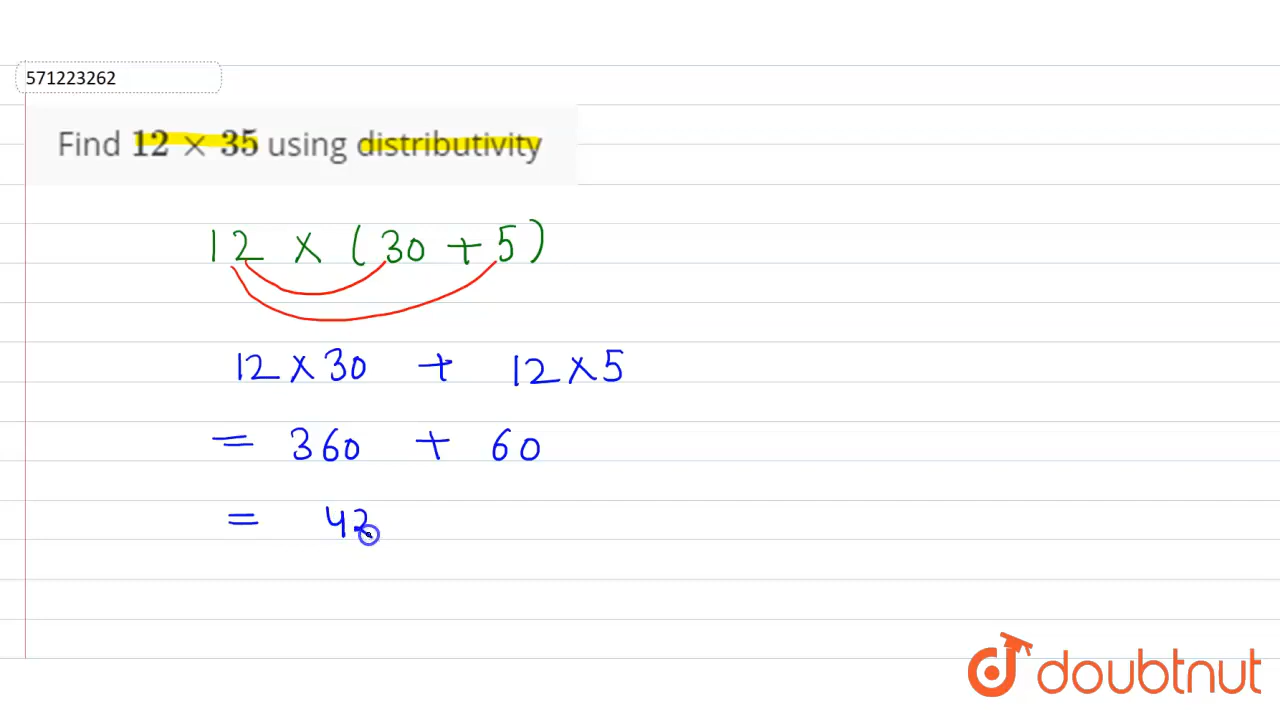 571223262
Find 12 × 35 using distributivity
12 × (30 + 5)
12 × 30 + 12 × 5
= 360 + 60
= 42
doubtnut